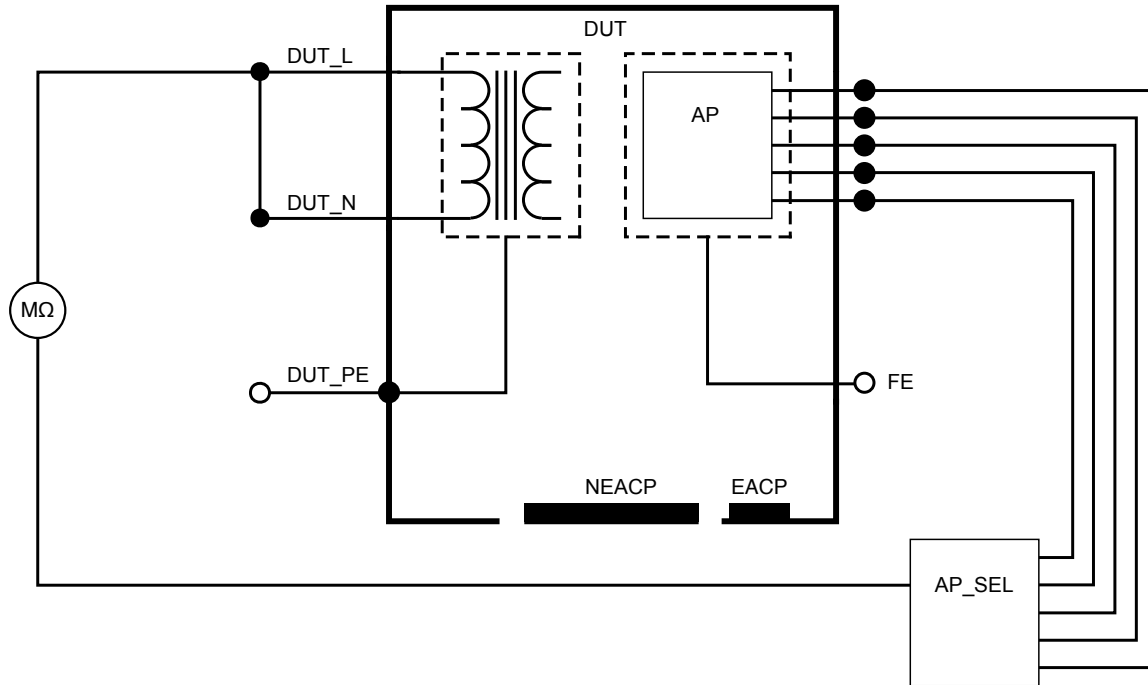 DUT
DUT_L
AP
DUT_N
MΩ
DUT_PE
FE
NEACP
EACP
AP_SEL